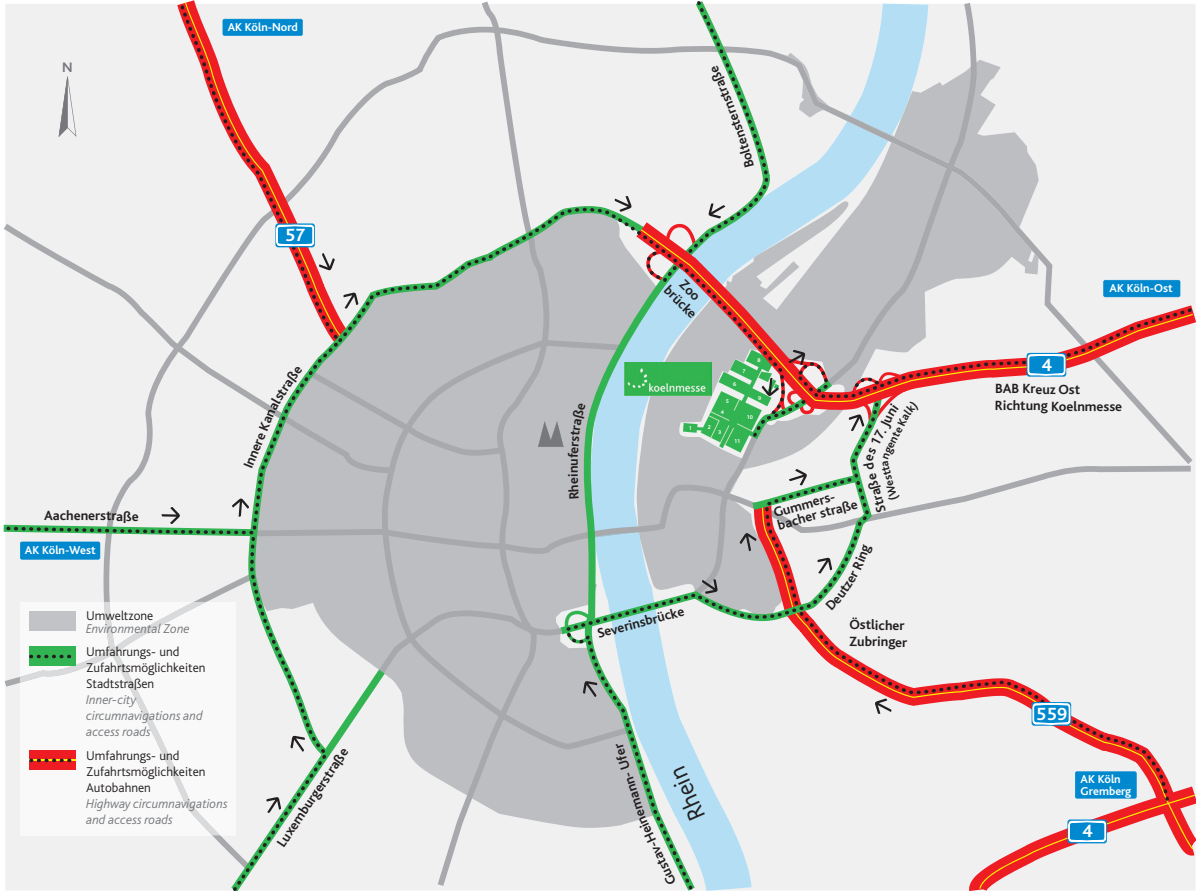 AK Köln-Nord
N
Boltensternstraße
57
AK Köln-Ost
Zoo
brücke
4
koelnmesse
BAB Kreuz Ost
Richtung Koelnmesse
8
7
6
9
5
4
10
1
2
3
11
Innere Kanalstraße
Rheinuferstraße
Straße des 17. Juni
(Westtangente Kalk)
Gummers-
bacher straße
Aachenerstraße
AK Köln-West
Deutzer Ring
Severinsbrücke
Östlicher
Zubringer
Umweltzone
Environmental Zone
Umfahrungs- und
Zufahrtsmöglichkeiten
Stadtstraßen
Inner-city
circumnavigations and
access roads
Umfahrungs- und
Zufahrtsmöglichkeiten
Autobahnen
Highway circumnavigations
and access roads
559
Luxemburgerstraße
Gustav-Heinemann-Ufer
Rhein
AK Köln
Gremberg
4